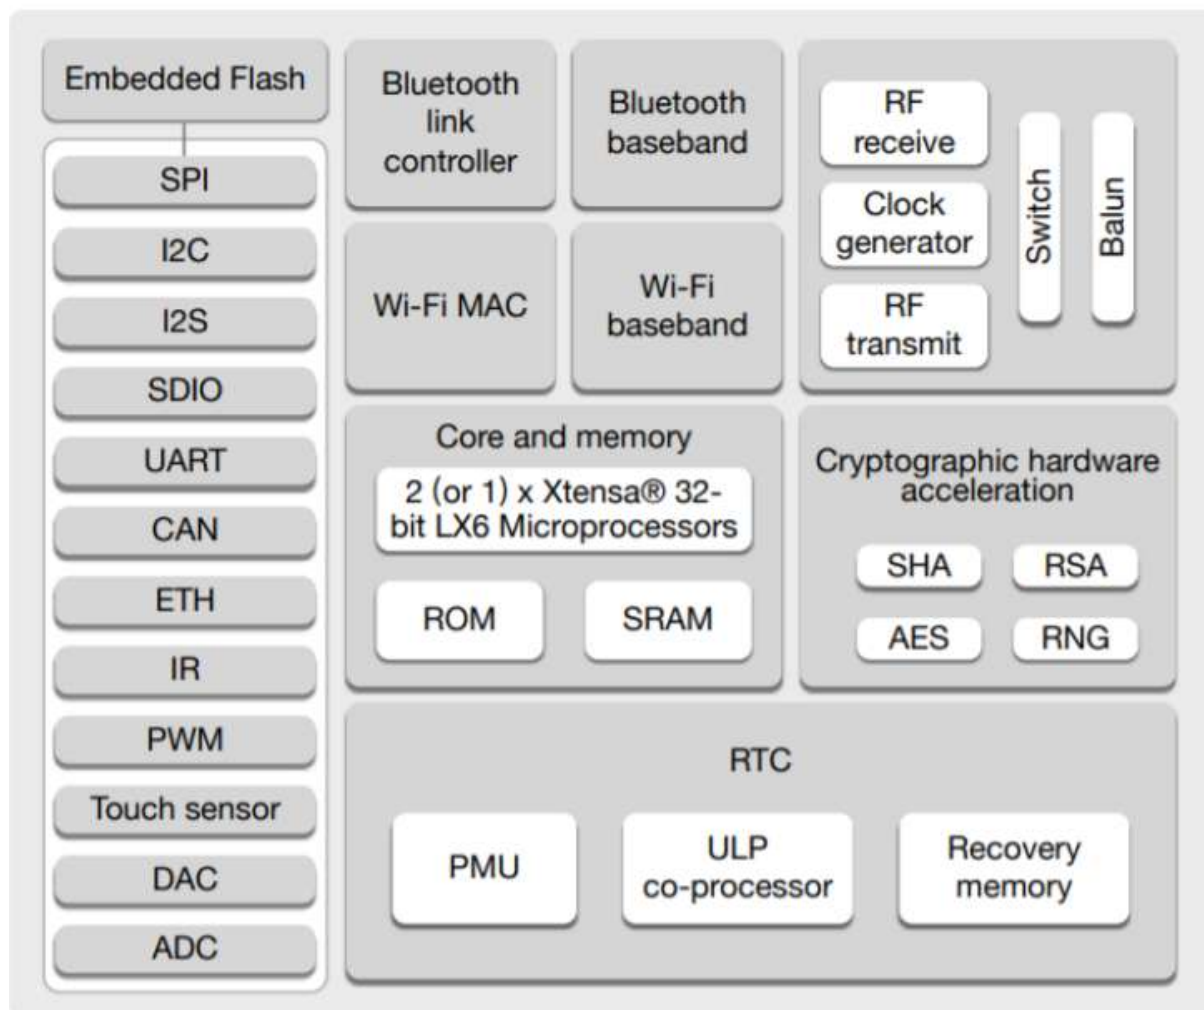 Embedded Flash
SPI
I2C
I2S
SDIO
UART
CAN
ETH
IR
PWM
Touch sensor
DAC
ADC
Bluetooth
link
controller
Bluetooth
baseband
Wi-Fi MAC
Wi-Fi
baseband
RF
receive
Clock
generator
RF
transmit
Switch
Balun
Core and memory
2 (or 1) x Xtensa® 32-
bit LX6 Microprocessors
ROM
SRAM
Cryptographic hardware
acceleration
SHA
RSA
AES
RNG
RTC
PMU
ULP
co-processor
Recovery
memory